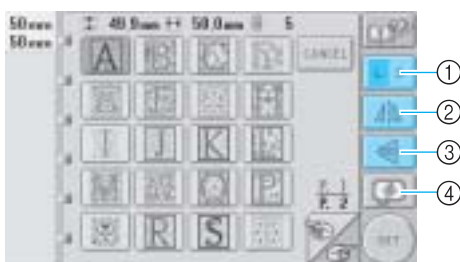 50mm 49.9mm 50.0mm 5
50mm
CANCEL
A B C D
E F G H
I J K L
M N O P
Q R S T
P. 1
P. 2
SET
①
②
③
④